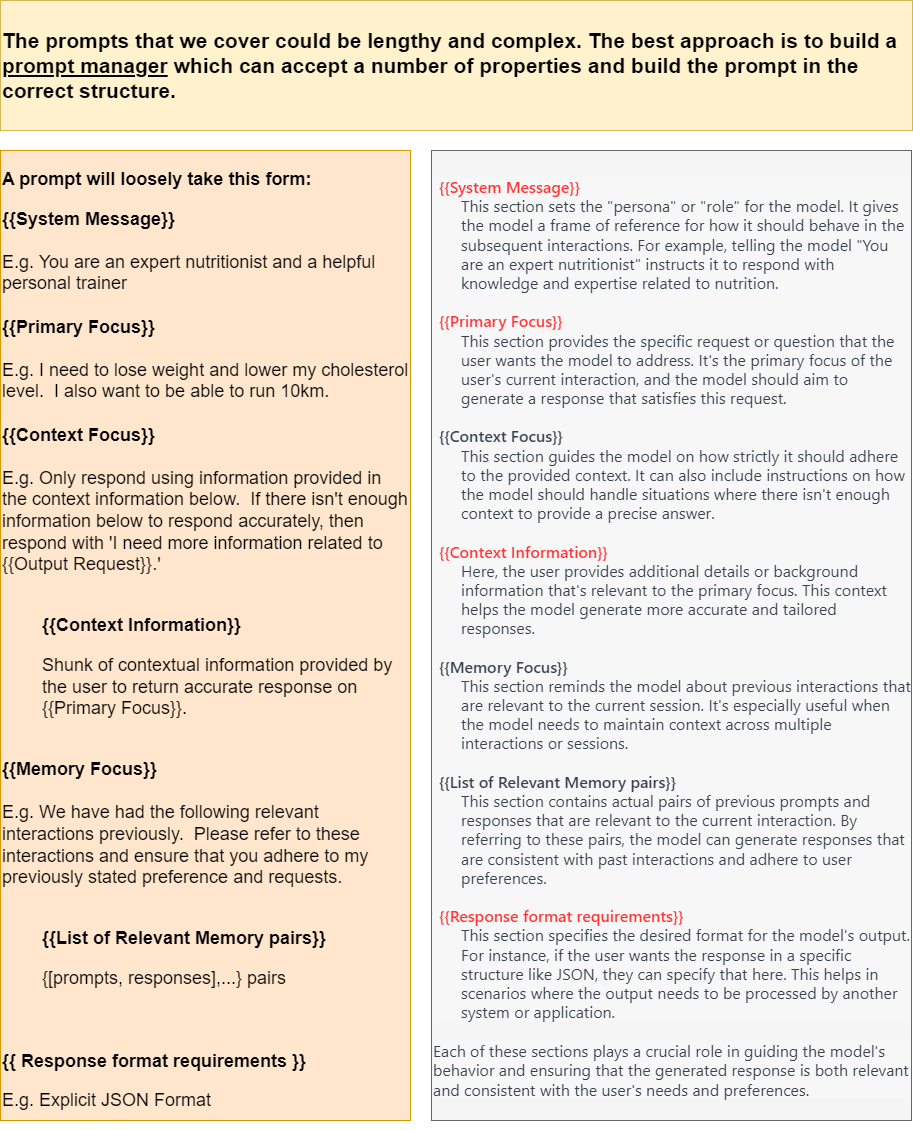 The prompts that we cover could be lengthy and complex. The best approach is to build a
prompt manager which can accept a number of properties and build the prompt in the
correct structure.
A prompt will loosely take this form:
{{System Message}}
E.g. You are an expert nutritionist and a helpful
personal trainer
{{Primary Focus}}
E.g. I need to lose weight and lower my cholesterol
level.  I also want to be able to run 10km.
{{Context Focus}}
E.g. Only respond using information provided in
the context information below.  If there isn't enough
information below to respond accurately, then
respond with 'I need more information related to
{{Output Request}}.'
{{Context Information}}
Shunk of contextual information provided by
the user to return accurate response on
{{Primary Focus}}.
{{Memory Focus}}
E.g. We have had the following relevant
interactions previously.  Please refer to these
interactions and ensure that you adhere to my
previously stated preference and requests.
{{List of Relevant Memory pairs}}
{[prompts, responses],...} pairs
{{ Response format requirements }}
E.g. Explicit JSON Format
{{System Message}}
This section sets the "persona" or "role" for the model. It gives
the model a frame of reference for how it should behave in the
subsequent interactions. For example, telling the model "You
are an expert nutritionist" instructs it to respond with
knowledge and expertise related to nutrition.
{{Primary Focus}}
This section provides the specific request or question that the
user wants the model to address. It's the primary focus of the
user's current interaction, and the model should aim to
generate a response that satisfies this request.
{{Context Focus}}
This section guides the model on how strictly it should adhere
to the provided context. It can also include instructions on how
the model should handle situations where there isn't enough
context to provide a precise answer.
{{Context Information}}
Here, the user provides additional details or background
information that's relevant to the primary focus. This context
helps the model generate more accurate and tailored
responses.
{{Memory Focus}}
This section reminds the model about previous interactions that
are relevant to the current session. It's especially useful when
the model needs to maintain context across multiple
interactions or sessions.
{{List of Relevant Memory pairs}}
This section contains actual pairs of previous prompts and
responses that are relevant to the current interaction. By
referring to these pairs, the model can generate responses that
are consistent with past interactions and adhere to user
preferences.
{{Response format requirements}}
This section specifies the desired format for the model's output.
For instance, if the user wants the response in a specific
structure like JSON, they can specify that here. This helps in
scenarios where the output needs to be processed by another
system or application.
Each of these sections plays a crucial role in guiding the model's
behavior and ensuring that the generated response is both relevant
and consistent with the user's needs and preferences.